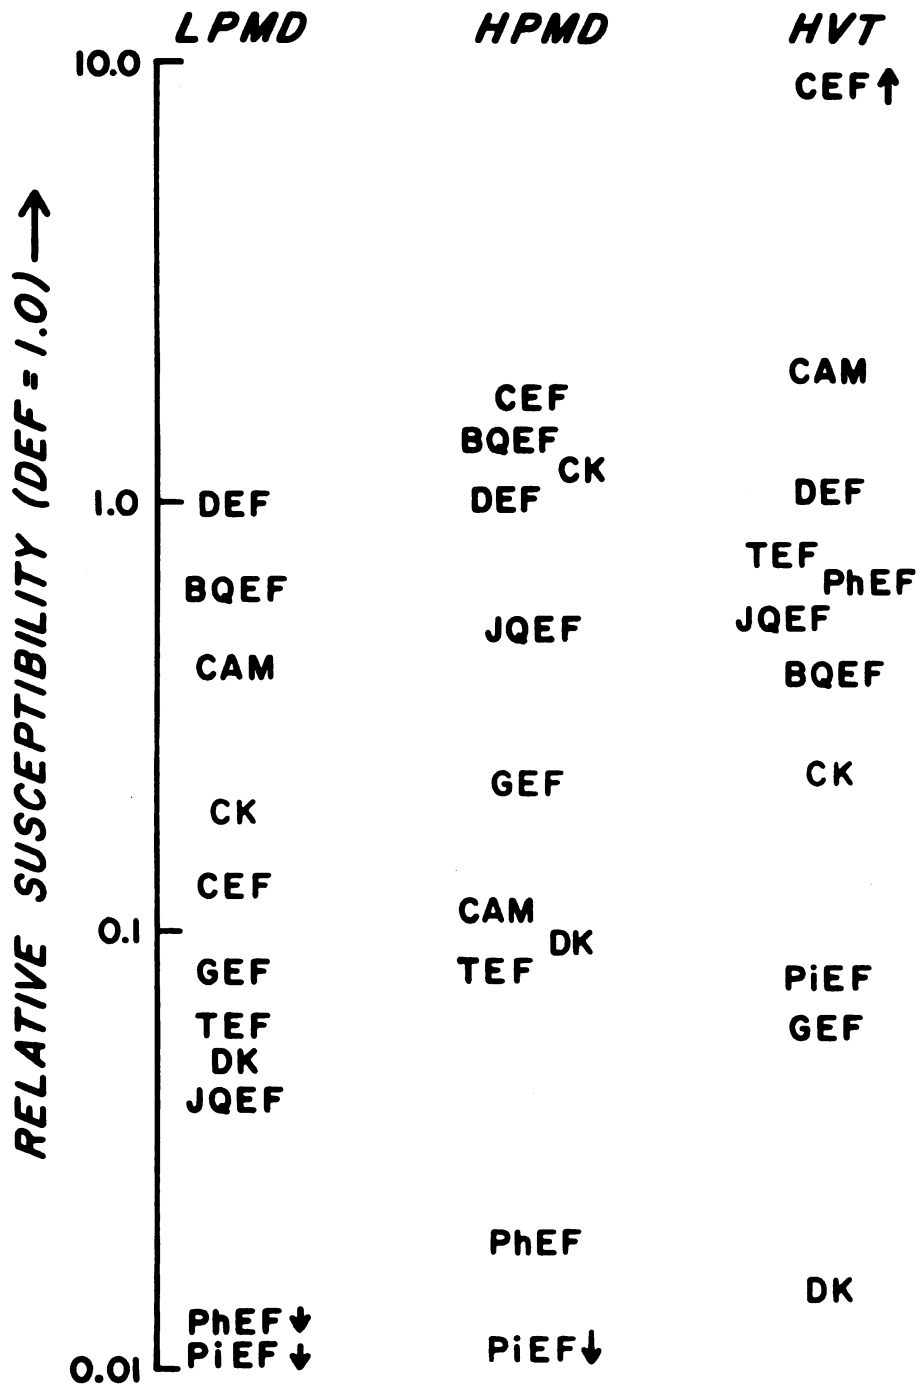 LPMD HPMD HVT
10.0
CEF↑
CAM
CEF
BQEF
CK
1.0 DEF DEF DEF
TEF
PhEF
BQEF JQEF JQEF
CAM BQEF
GEF CK
CK
CEF
CAM
0.1 DK
GEF TEF PiEF
TEF GEF
DK
JQEF
PhEF
DK
PhEF↓
PiEF↓ PiEF↓
0.01
RELATIVE SUSCEPTIBILITY (DEF = 1.0) →